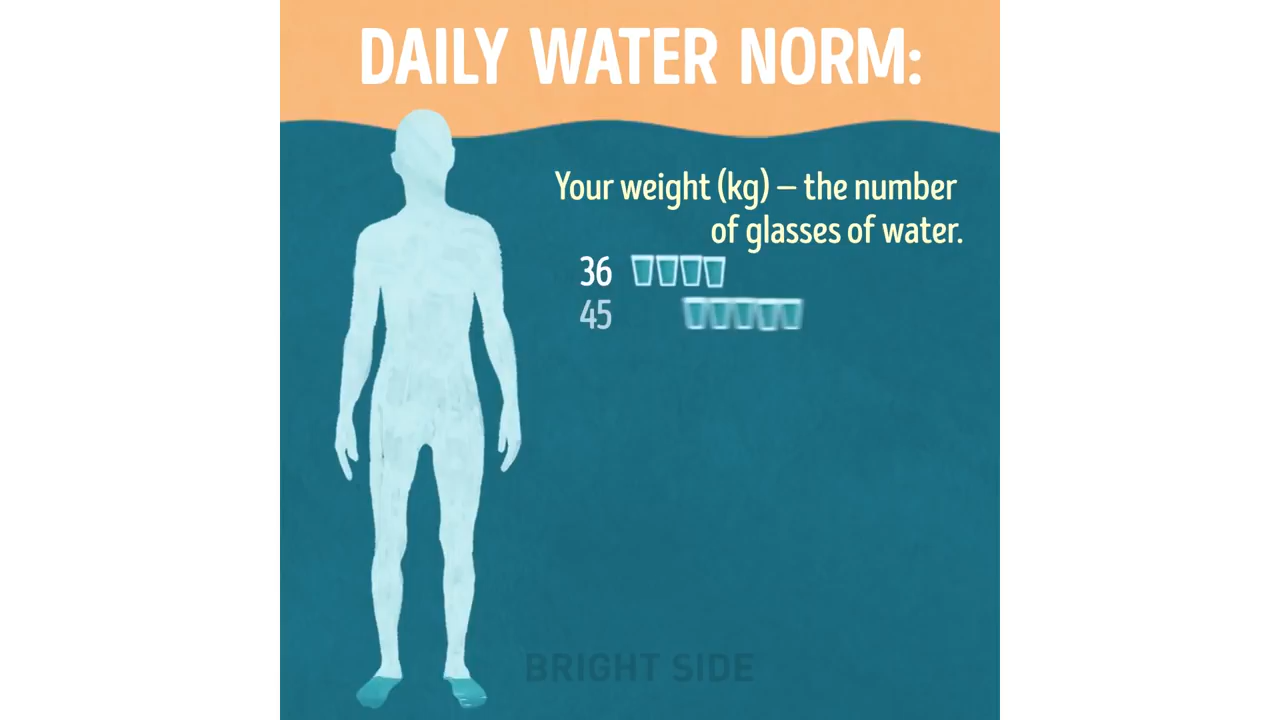 DAILY WATER NORM:
Your weight (kg) – the number
of glasses of water.
36
45
BRIGHT SIDE